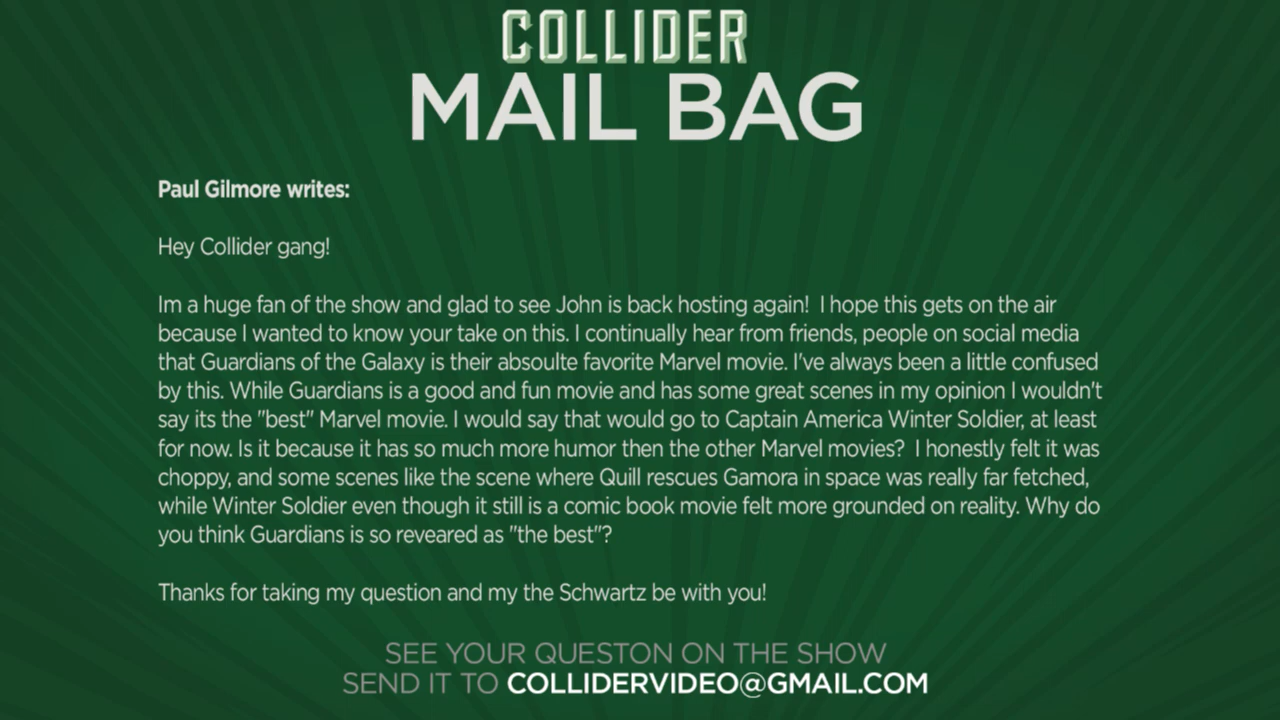 COLLIDER
MAIL BAG
Paul Gilmore writes:
Hey Collider gang!
Im a huge fan of the show and glad to see John is back hosting again!  I hope this gets on the air
because I wanted to know your take on this. I continually hear from friends, people on social media
that Guardians of the Galaxy is their absoulte favorite Marvel movie. I've always been a little confused
by this. While Guardians is a good and fun movie and has some great scenes in my opinion I wouldn't
say its the "best" Marvel movie. I would say that would go to Captain America Winter Soldier, at least
for now. Is it because it has so much more humor then the other Marvel movies?  I honestly felt it was
choppy, and some scenes like the scene where Quill rescues Gamora in space was really far fetched,
while Winter Soldier even though it still is a comic book movie felt more grounded on reality. Why do
you think Guardians is so reveared as "the best"?
Thanks for taking my question and my the Schwartz be with you!
SEE YOUR QUESTON ON THE SHOW
SEND IT TO COLLIDERVIDEO@GMAIL.COM